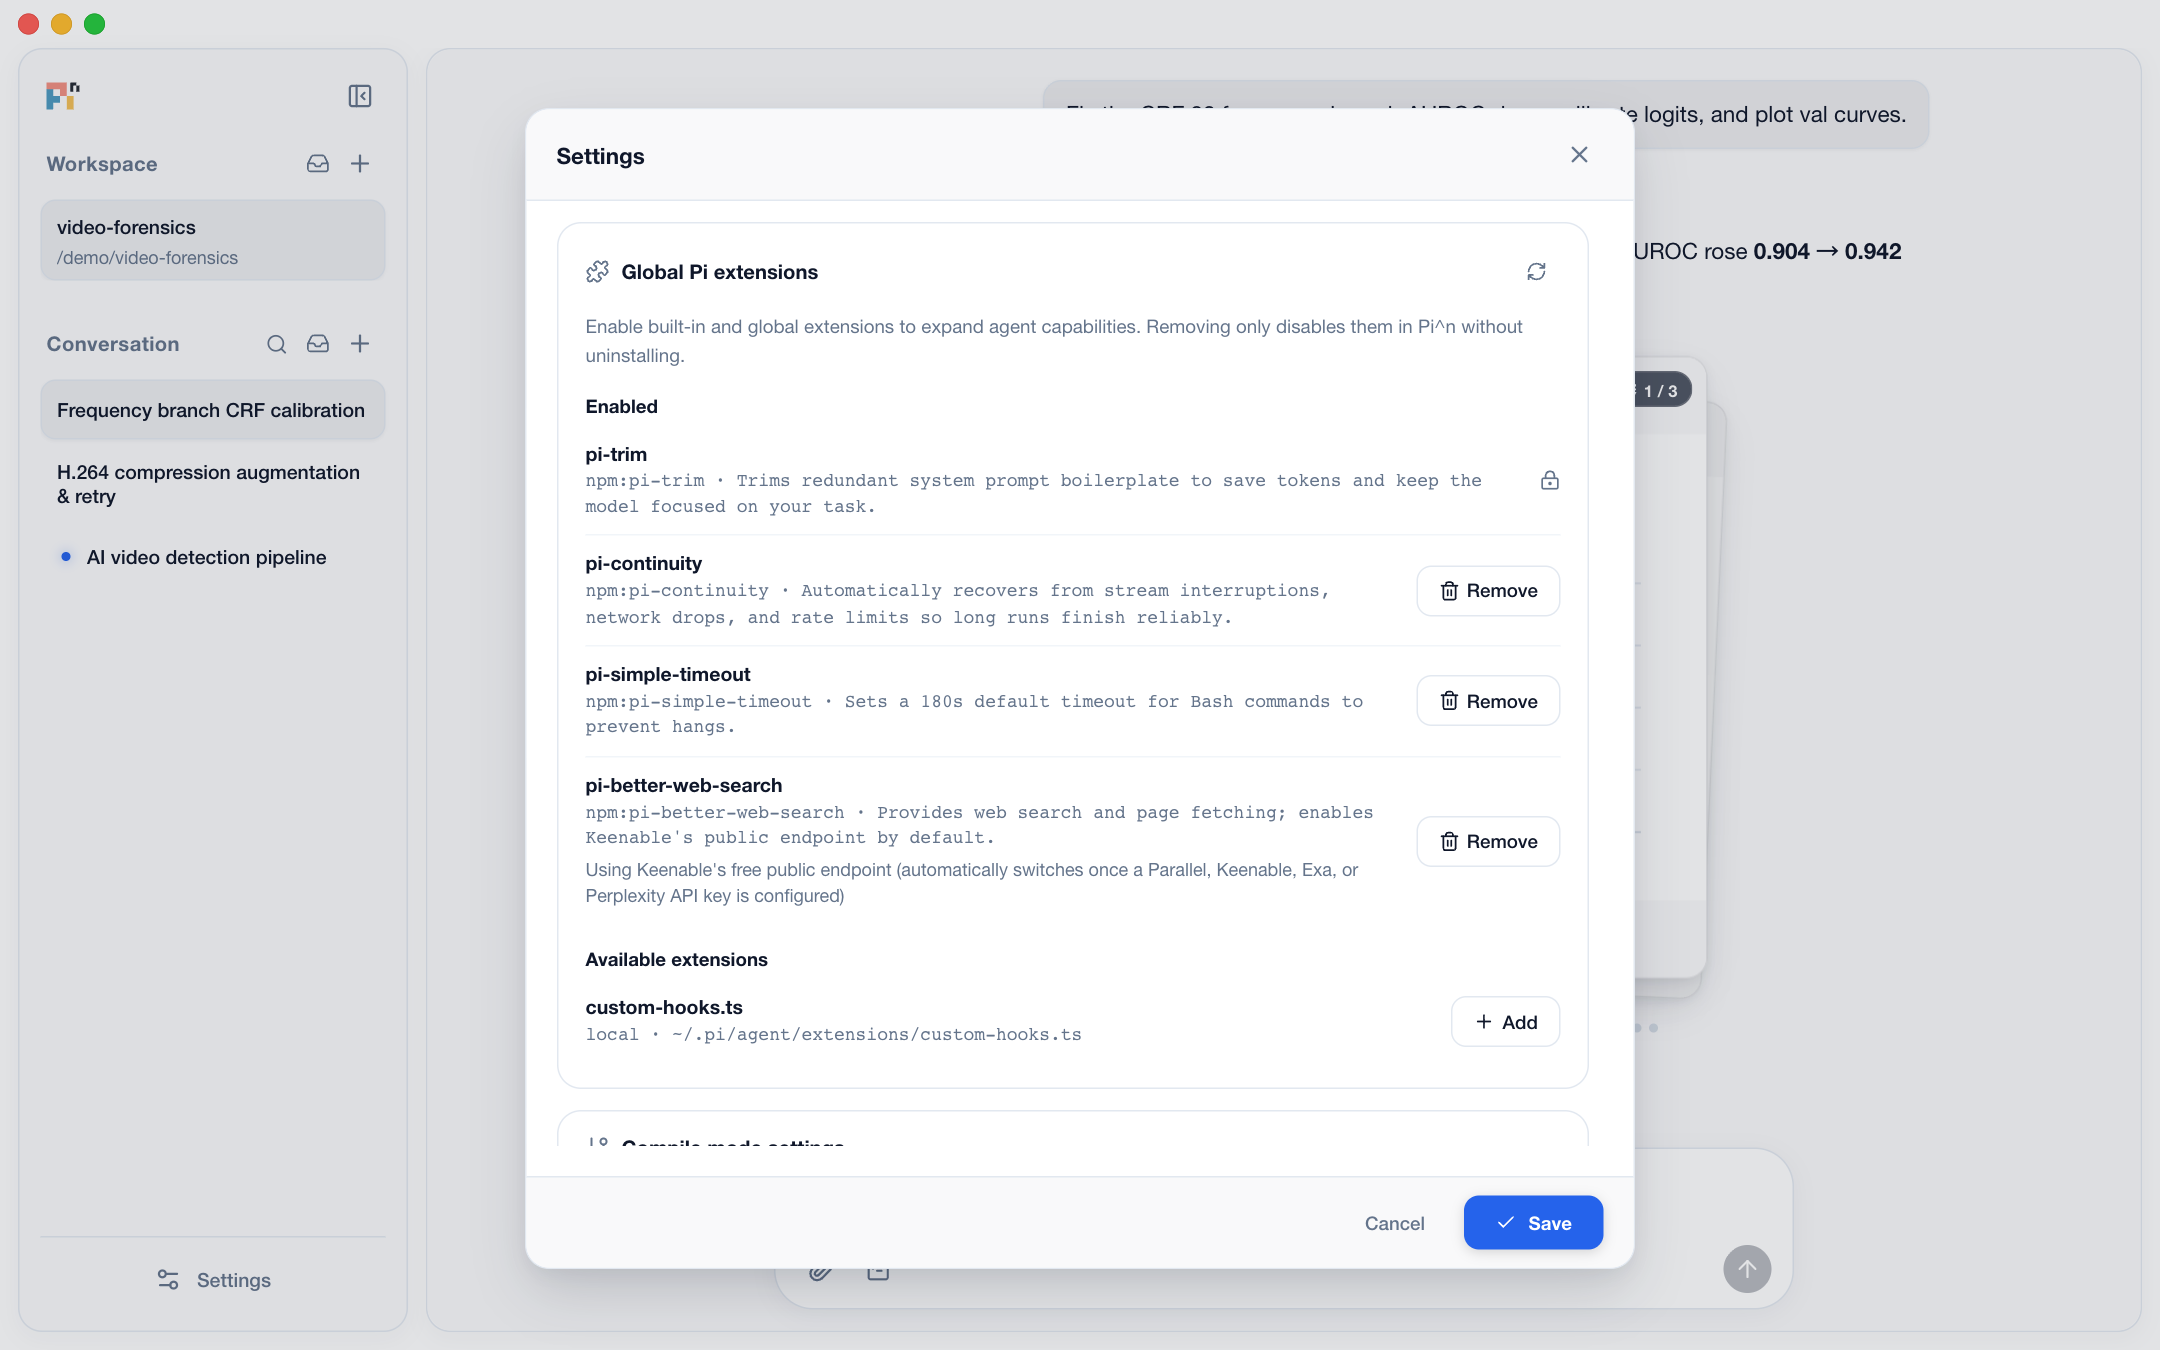 Workspace
video-forensics
/demo/video-forensics
Conversation
Frequency branch CRF calibration
H.264 compression augmentation
& retry
AI video detection pipeline
Settings
logits, and plot val curves.
UROC rose 0.904 → 0.942
1 / 3
Settings
Global Pi extensions
Enable built-in and global extensions to expand agent capabilities. Removing only disables them in Pi^n without
uninstalling.
Enabled
pi-trim
npm:pi-trim · Trims redundant system prompt boilerplate to save tokens and keep the
model focused on your task.
pi-continuity
npm:pi-continuity · Automatically recovers from stream interruptions,
network drops, and rate limits so long runs finish reliably.
Remove
pi-simple-timeout
npm:pi-simple-timeout · Sets a 180s default timeout for Bash commands to
prevent hangs.
Remove
pi-better-web-search
npm:pi-better-web-search · Provides web search and page fetching; enables
Keenable's public endpoint by default.
Using Keenable's free public endpoint (automatically switches once a Parallel, Keenable, Exa, or
Perplexity API key is configured)
Remove
Available extensions
custom-hooks.ts
local · ~/.pi/agent/extensions/custom-hooks.ts
Add
Compile mode settings
Cancel
Save